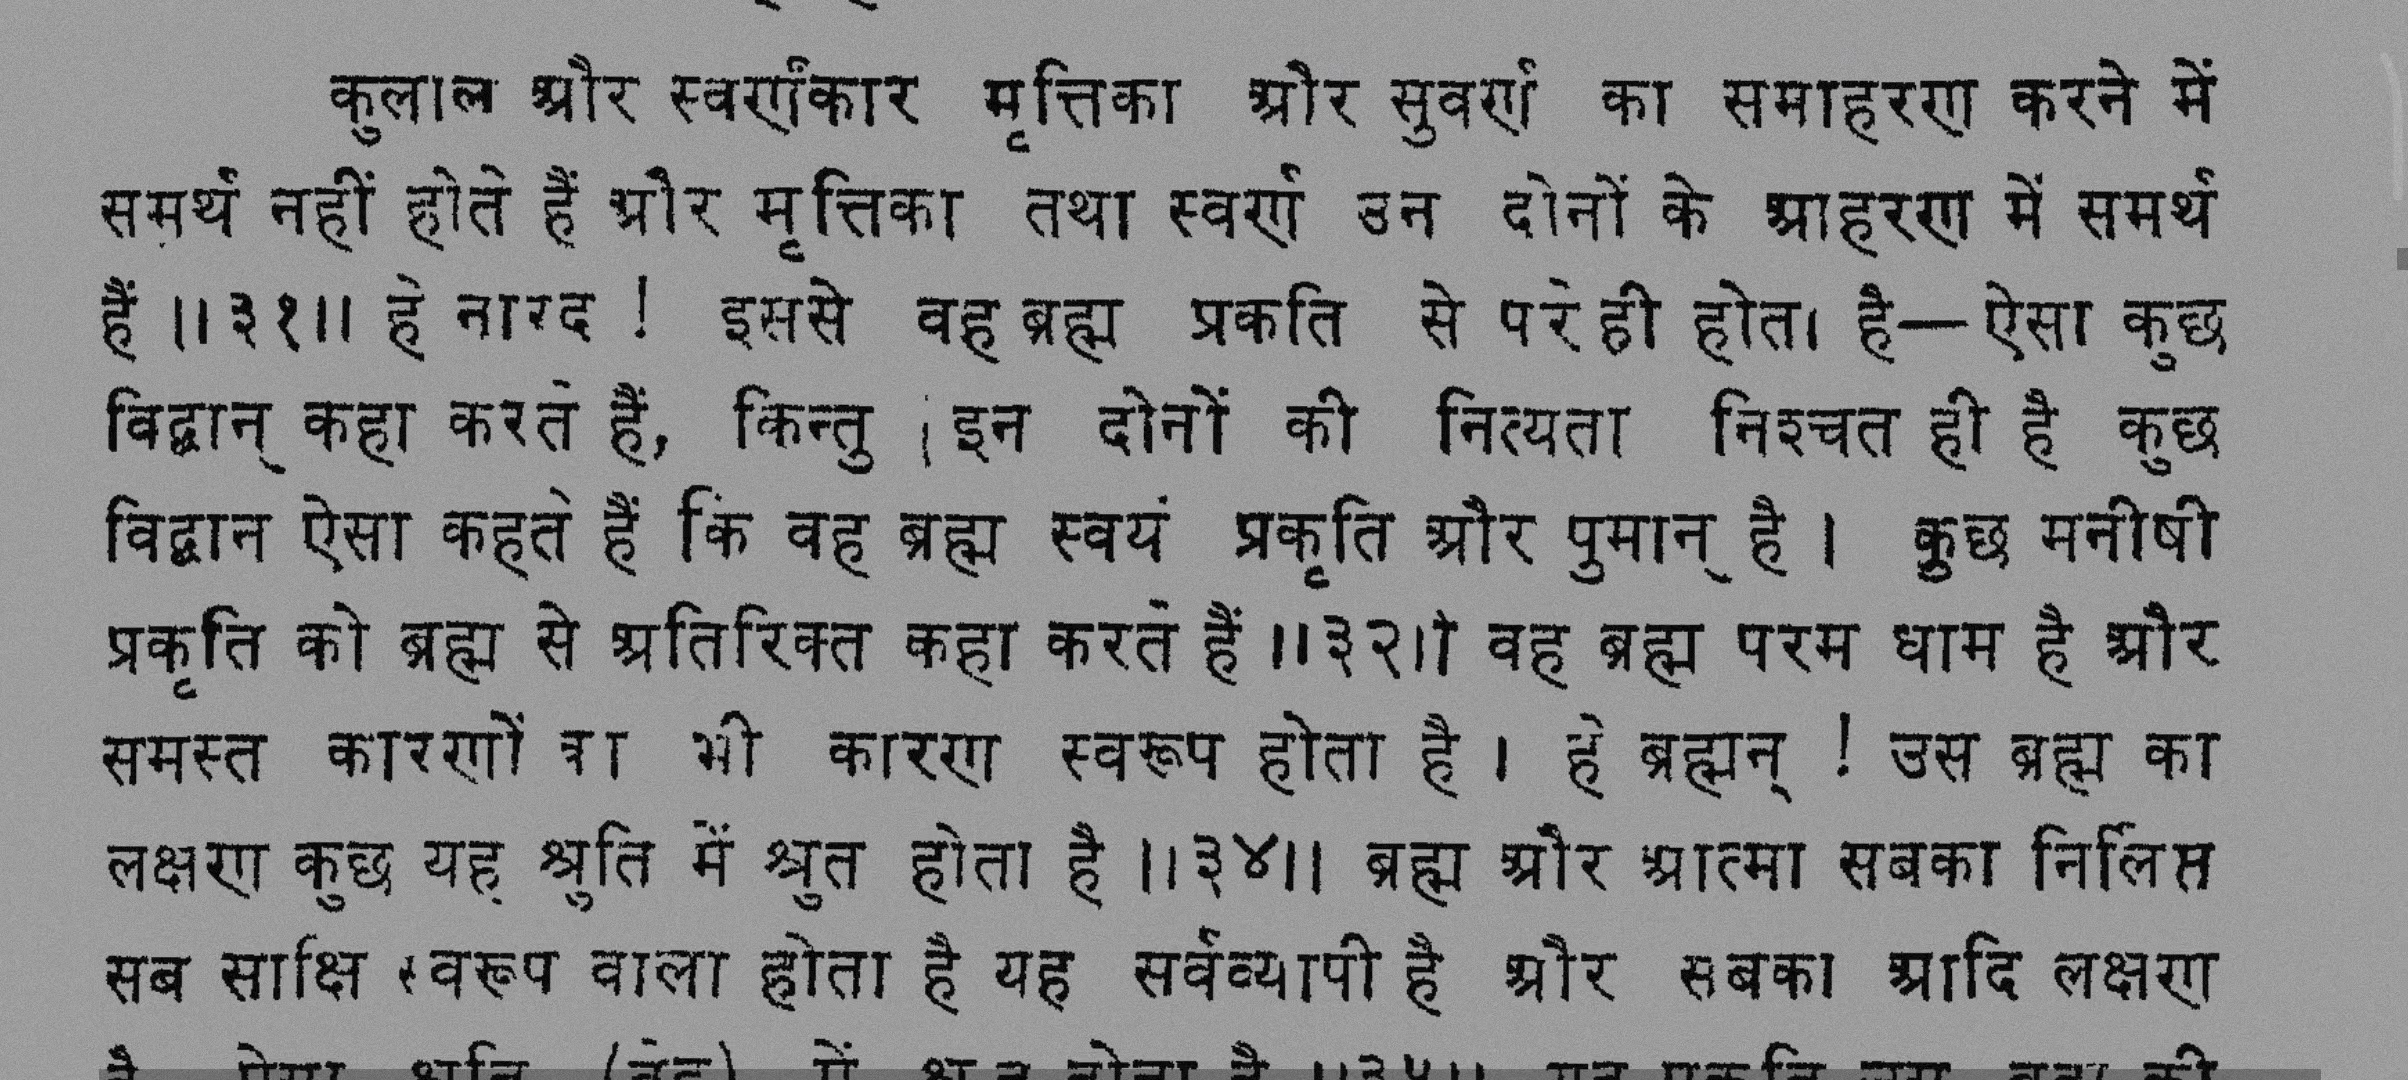 कुलाल और स्वर्णकार मृत्तिका और सुवर्ण का समाहरण करने में
समर्थ नहीं होते हैं और मृत्तिका तथा स्वर्ण उन दोनों के आहरण में समर्थ
हैं ॥३१॥ हे नारद ! इससे वह ब्रह्म प्रकति से परे ही होता है—ऐसा कुछ
विद्वान् कहा करते हैं, किन्तु इन दोनों की नित्यता निश्चत ही है कुछ
विद्वान ऐसा कहते हैं कि वह ब्रह्म स्वयं प्रकृति और पुमान् है । कुछ मनीषी
प्रकृति को ब्रह्म से अतिरिक्त कहा करते हैं ॥३२॥ वह ब्रह्म परम धाम है और
समस्त कारणों का भी कारण स्वरूप होता है । हे ब्रह्मन् ! उस ब्रह्म का
लक्षण कुछ यह श्रुति में श्रुत होता है ॥३४॥ ब्रह्म और आत्मा सबका निर्लिप्त
सब साक्षि स्वरूप वाला होता है यह सर्वव्यापी है और सबका आदि लक्षण
है ऐसा श्रुति (वेद) में श्रुत होता है ॥३५॥